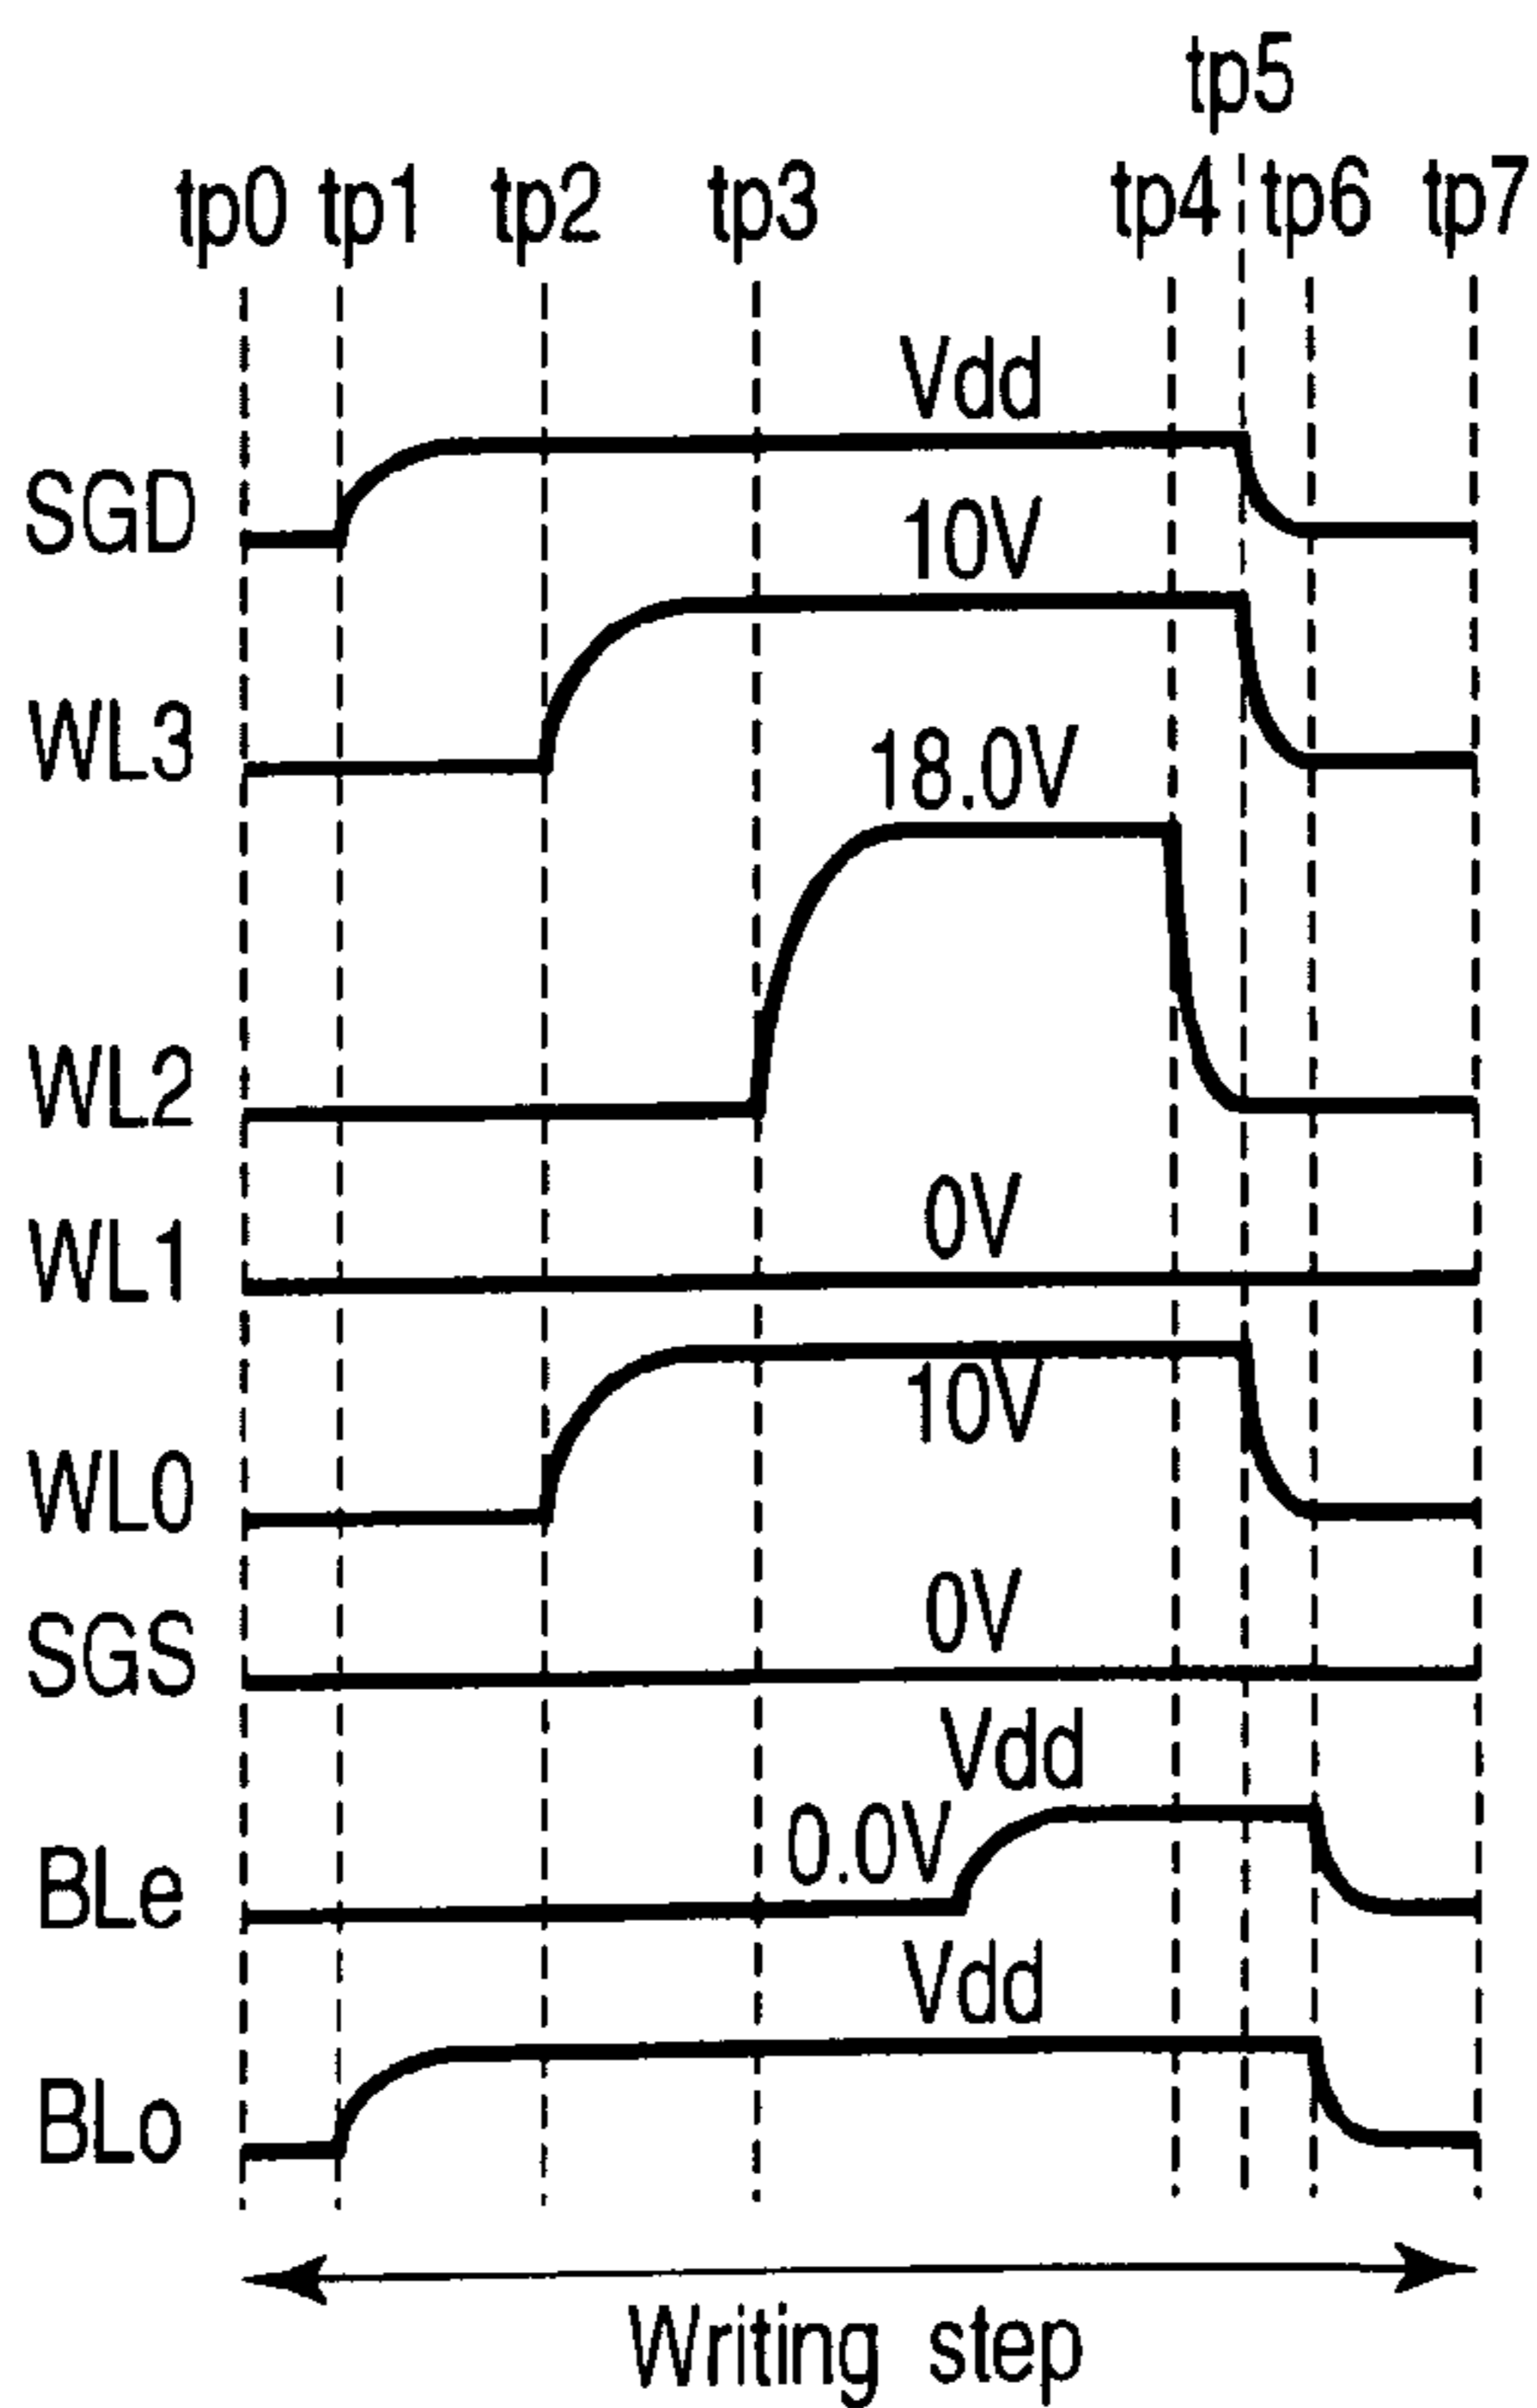 tp5
tp0 tp1 tp2 tp3 tp4 tp6 tp7
Vdd
SGD
10V
WL3
18.0V
WL2
0V
WL1
10V
WL0
0V
SGS
Vdd
0.0V
BLe
Vdd
BLo
Writing step